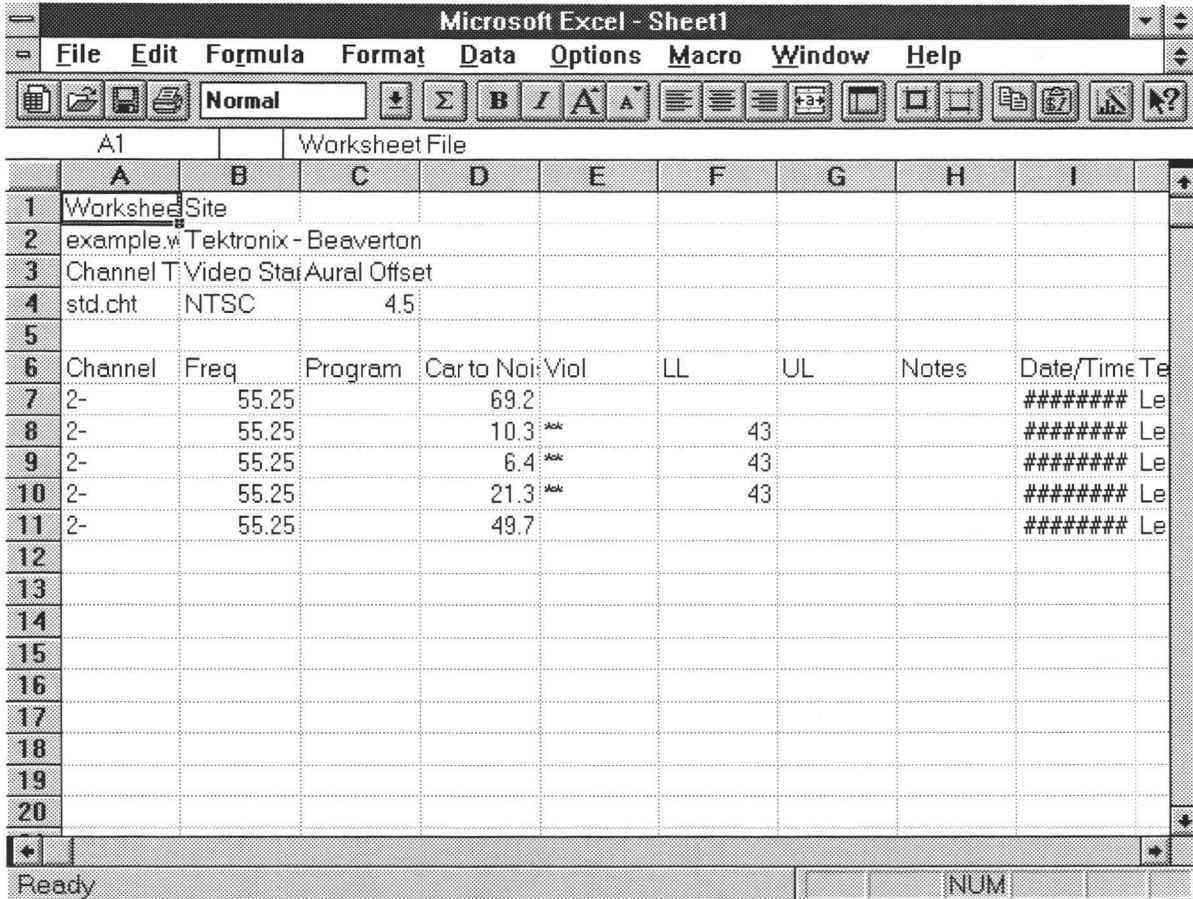 Microsoft Excel - Sheet1
File Edit Formula Format Data Options Macro Window Help
Normal Σ B I A A
A1 Worksheet File
A B C D E F G H I
1 Workshee Site
2 example.w Tektronix - Beaverton
3 Channel T Video Sta Aural Offset
4 std.cht NTSC 4.5
5
6 Channel Freq Program Car to Noi Viol LL UL Notes Date/Time Te
7 2- 55.25 69.2 ######## Le
8 2- 55.25 10.3 ** 43 ######## Le
9 2- 55.25 6.4 ** 43 ######## Le
10 2- 55.25 21.3 ** 43 ######## Le
11 2- 55.25 49.7 ######## Le
12
13
14
15
16
17
18
19
20
Ready NUM